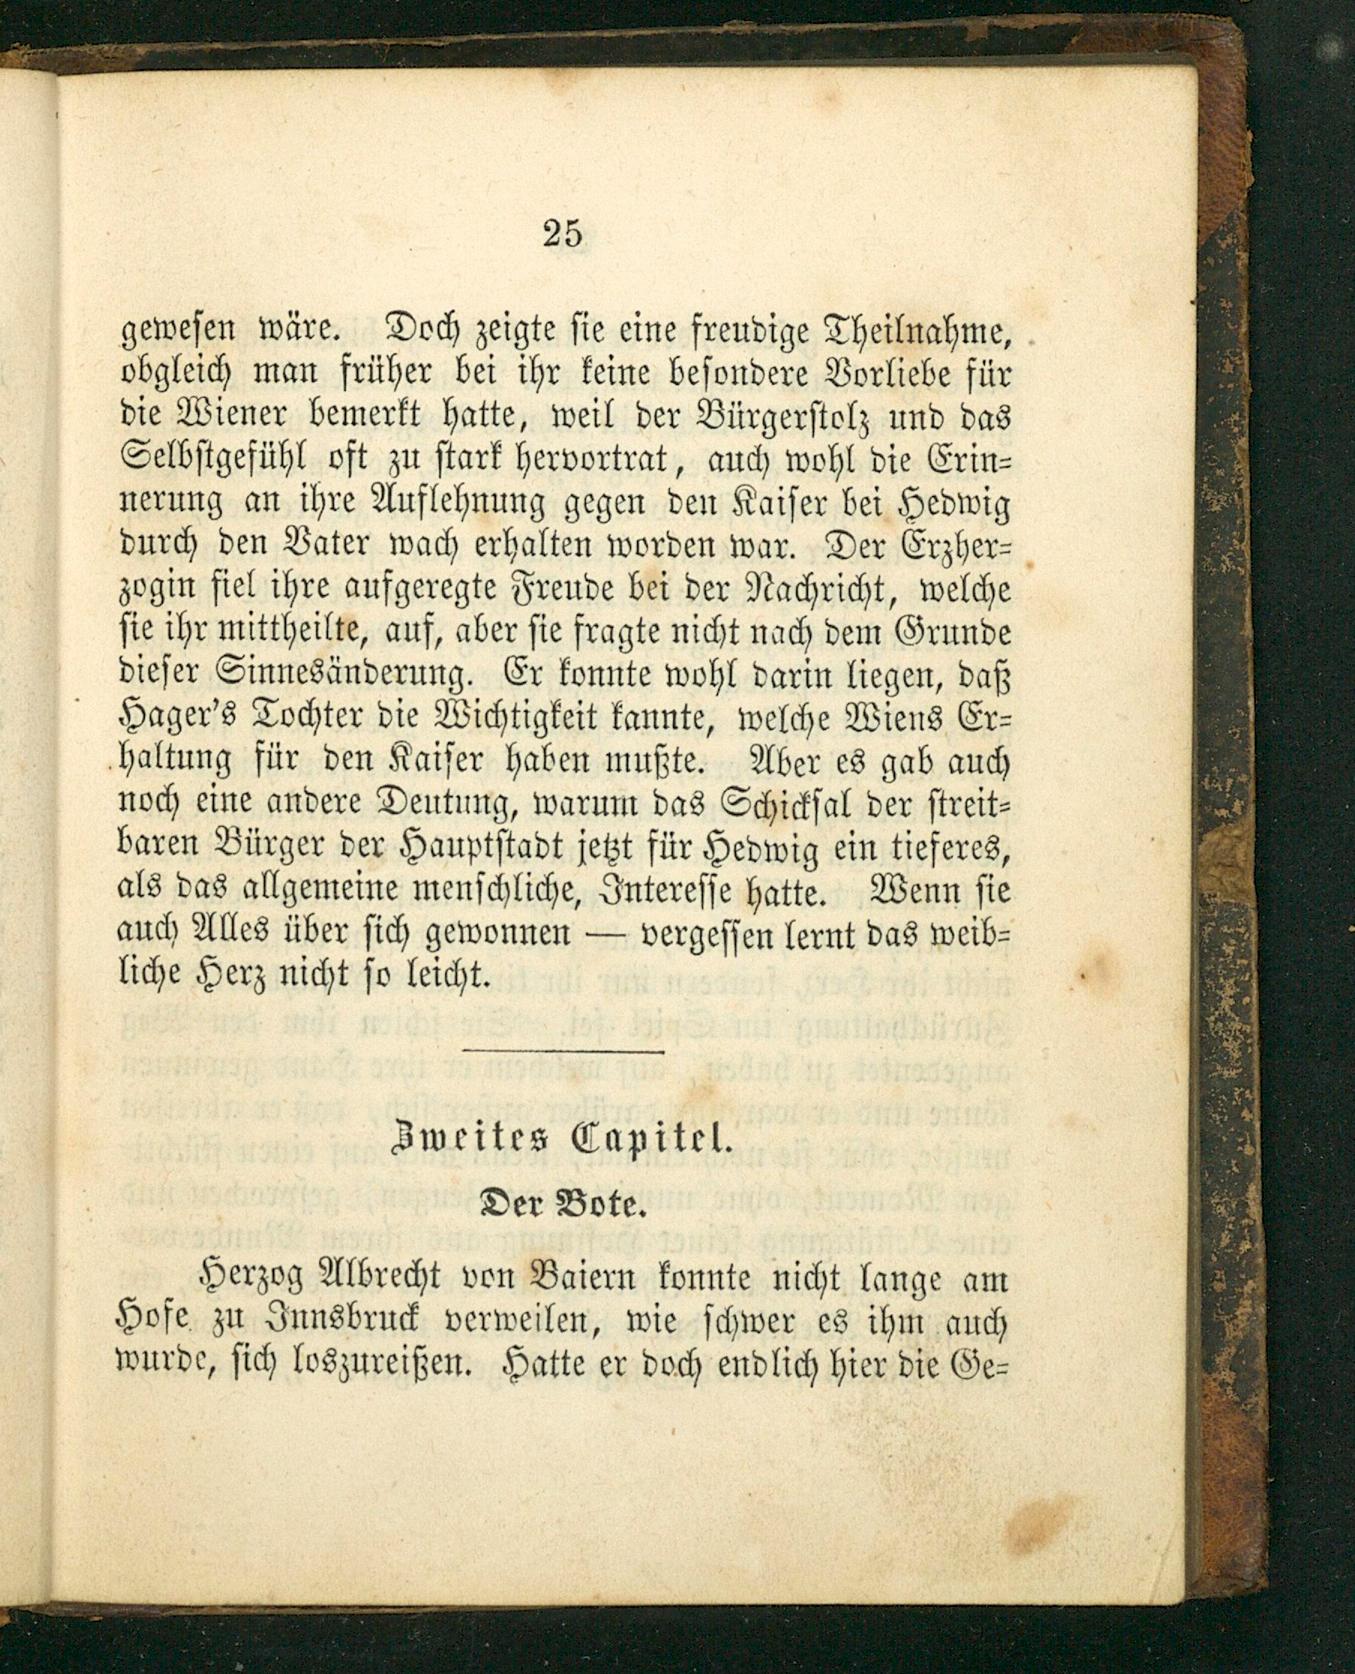 25
gewesen wäre. Doch zeigte sie eine freudige Theilnahme,
obgleich man früher bei ihr keine besondere Vorliebe für
die Wiener bemerkt hatte, weil der Bürgerstolz und das
Selbstgefühl oft zu stark hervortrat, auch wohl die Erin-
nerung an ihre Auflehnung gegen den Kaiser bei Hedwig
durch den Vater wach erhalten worden war. Der Erzher-
zogin fiel ihre aufgeregte Freude bei der Nachricht, welche
sie ihr mittheilte, auf, aber sie fragte nicht nach dem Grunde
dieser Sinnesänderung. Er konnte wohl darin liegen, daß
Hager's Tochter die Wichtigkeit kannte, welche Wiens Er-
haltung für den Kaiser haben mußte. Aber es gab auch
noch eine andere Deutung, warum das Schicksal der streit-
baren Bürger der Hauptstadt jetzt für Hedwig ein tieferes,
als das allgemeine menschliche, Interesse hatte. Wenn sie
auch Alles über sich gewonnen — vergessen lernt das weib-
liche Herz nicht so leicht.
Zweites Capitel.
Der Bote.
Herzog Albrecht von Baiern konnte nicht lange am
Hofe zu Innsbruck verweilen, wie schwer es ihm auch
wurde, sich loszureißen. Hatte er doch endlich hier die Ge-